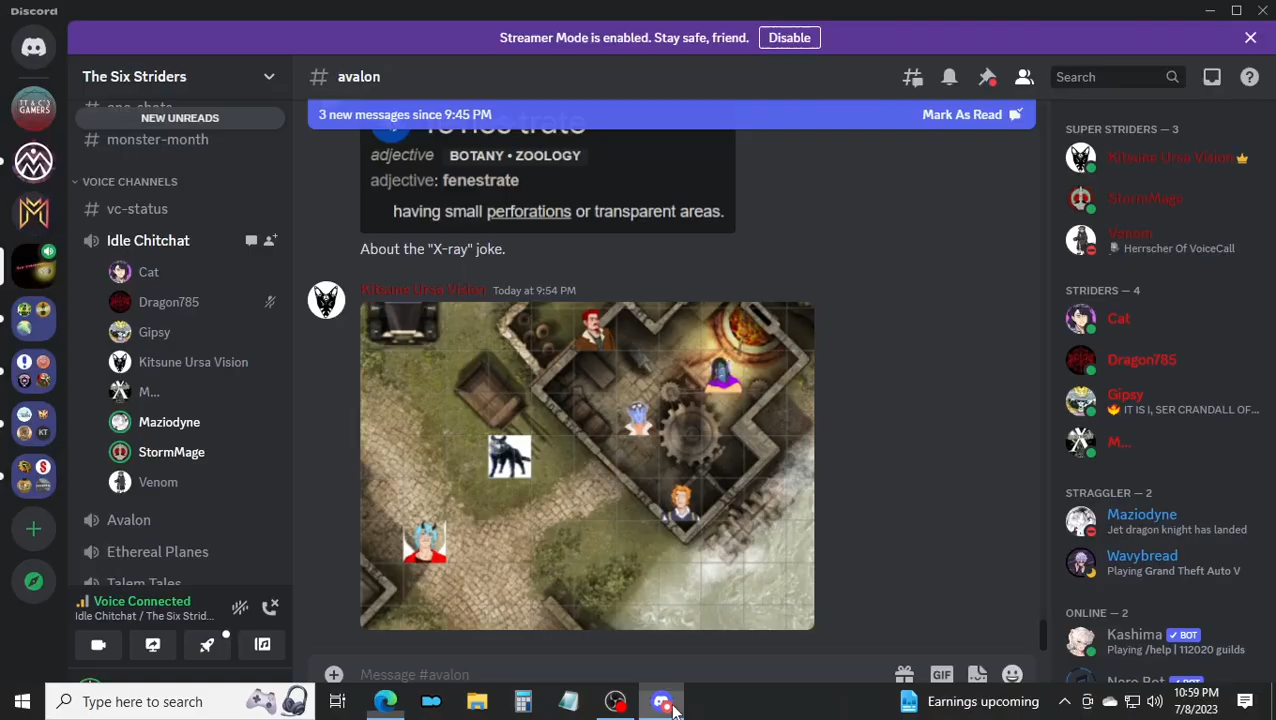 Discord
Streamer Mode is enabled. Stay safe, friend. Disable
TT & C'S GAMERS
The Six Striders
NEW UNREADS
monster-month
VOICE CHANNELS
vc-status
Idle Chitchat
Cat
Dragon785
Gipsy
Kitsune Ursa Vision
M...
Maziodyne
StormMage
Venom
Avalon
Ethereal Planes
Talem Tales
Voice Connected
Idle Chitchat / The Six Strid...
# avalon
Search
3 new messages since 9:45 PM Mark As Read
adjective BOTANY • ZOOLOGY
adjective: fenestrate
having small perforations or transparent areas.
About the "X-ray" joke.
Kitsune Ursa Vision Today at 9:54 PM
Message #avalon
GIF
SUPER STRIDERS — 3
Kitsune Ursa Vision
StormMage
Venom
Herrscher Of VoiceCall
STRIDERS — 4
Cat
Dragon785
Gipsy
IT IS I, SER CRANDALL OF...
M...
STRAGGLER — 2
Maziodyne
Jet dragon knight has landed
Wavybread
Playing Grand Theft Auto V
ONLINE — 2
Kashima BOT
Playing /help | 112020 guilds
Type here to search
Earnings upcoming
10:59 PM
7/8/2023